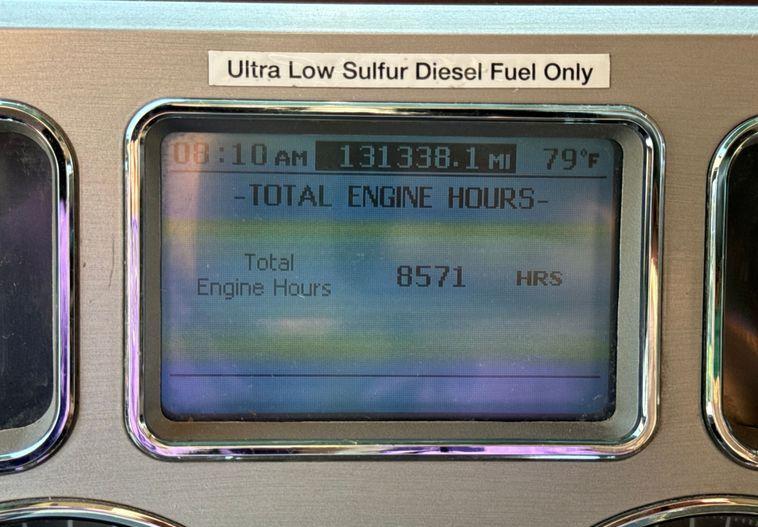 Ultra Low Sulfur Diesel Fuel Only
08:10 AM 131338.1 MI 79°F
-TOTAL ENGINE HOURS-
Total
Engine Hours 8571 HRS